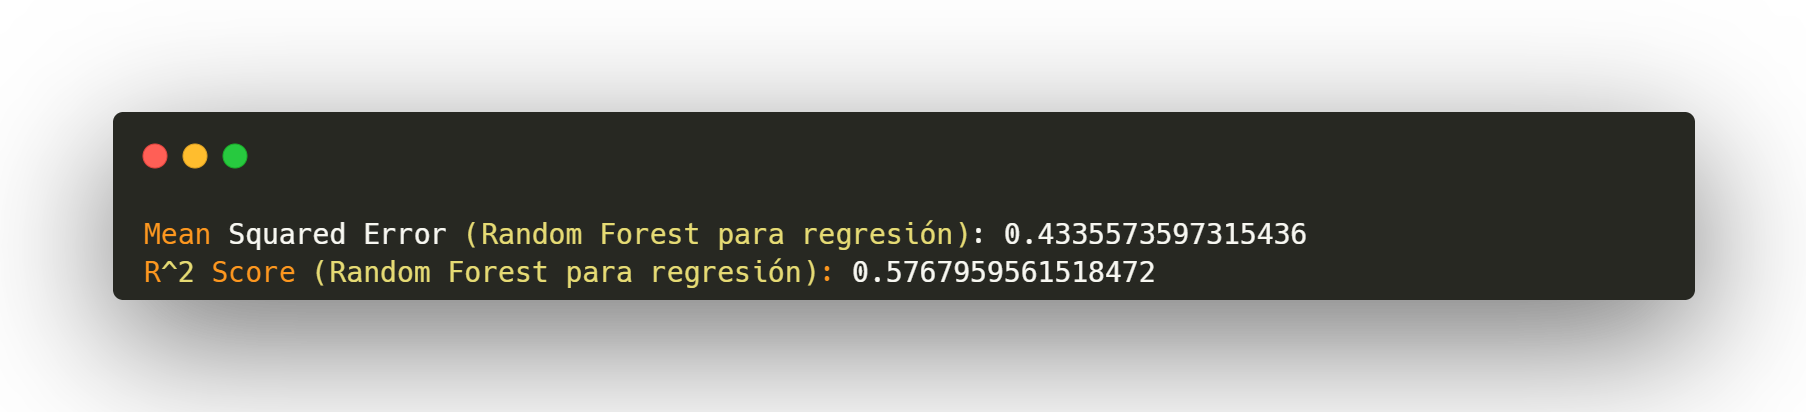 Mean Squared Error (Random Forest para regresión): 0.4335573597315436
R^2 Score (Random Forest para regresión): 0.5767959561518472